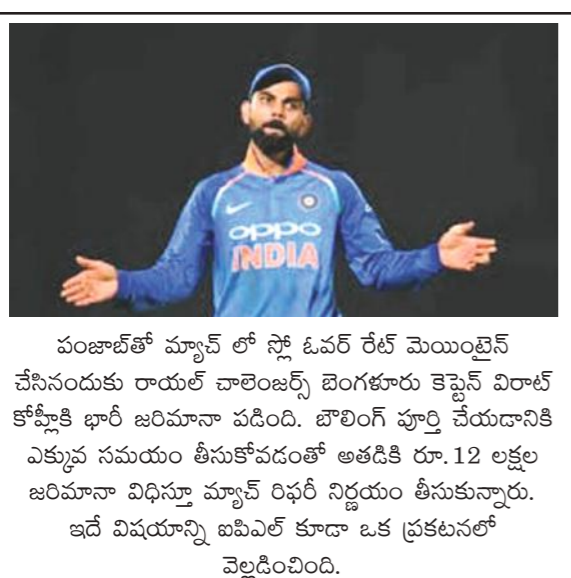 oppo
INDIA
పంజాబ్‌తో మ్యాచ్ లో స్లో ఓవర్ రేట్ మెయింటైన్
చేసినందుకు రాయల్ చాలెంజర్స్ బెంగళూరు కెప్టెన్ విరాట్
కోహ్లీకి భారీ జరిమానా పడింది. బౌలింగ్ పూర్తి చేయడానికి
ఎక్కువ సమయం తీసుకోవడంతో అతడికి రూ.12 లక్షల
జరిమానా విధిస్తూ మ్యాచ్ రిఫరీ నిర్ణయం తీసుకున్నారు.
ఇదే విషయాన్ని ఐపిఎల్ కూడా ఒక ప్రకటనలో
వెల్లడించింది.